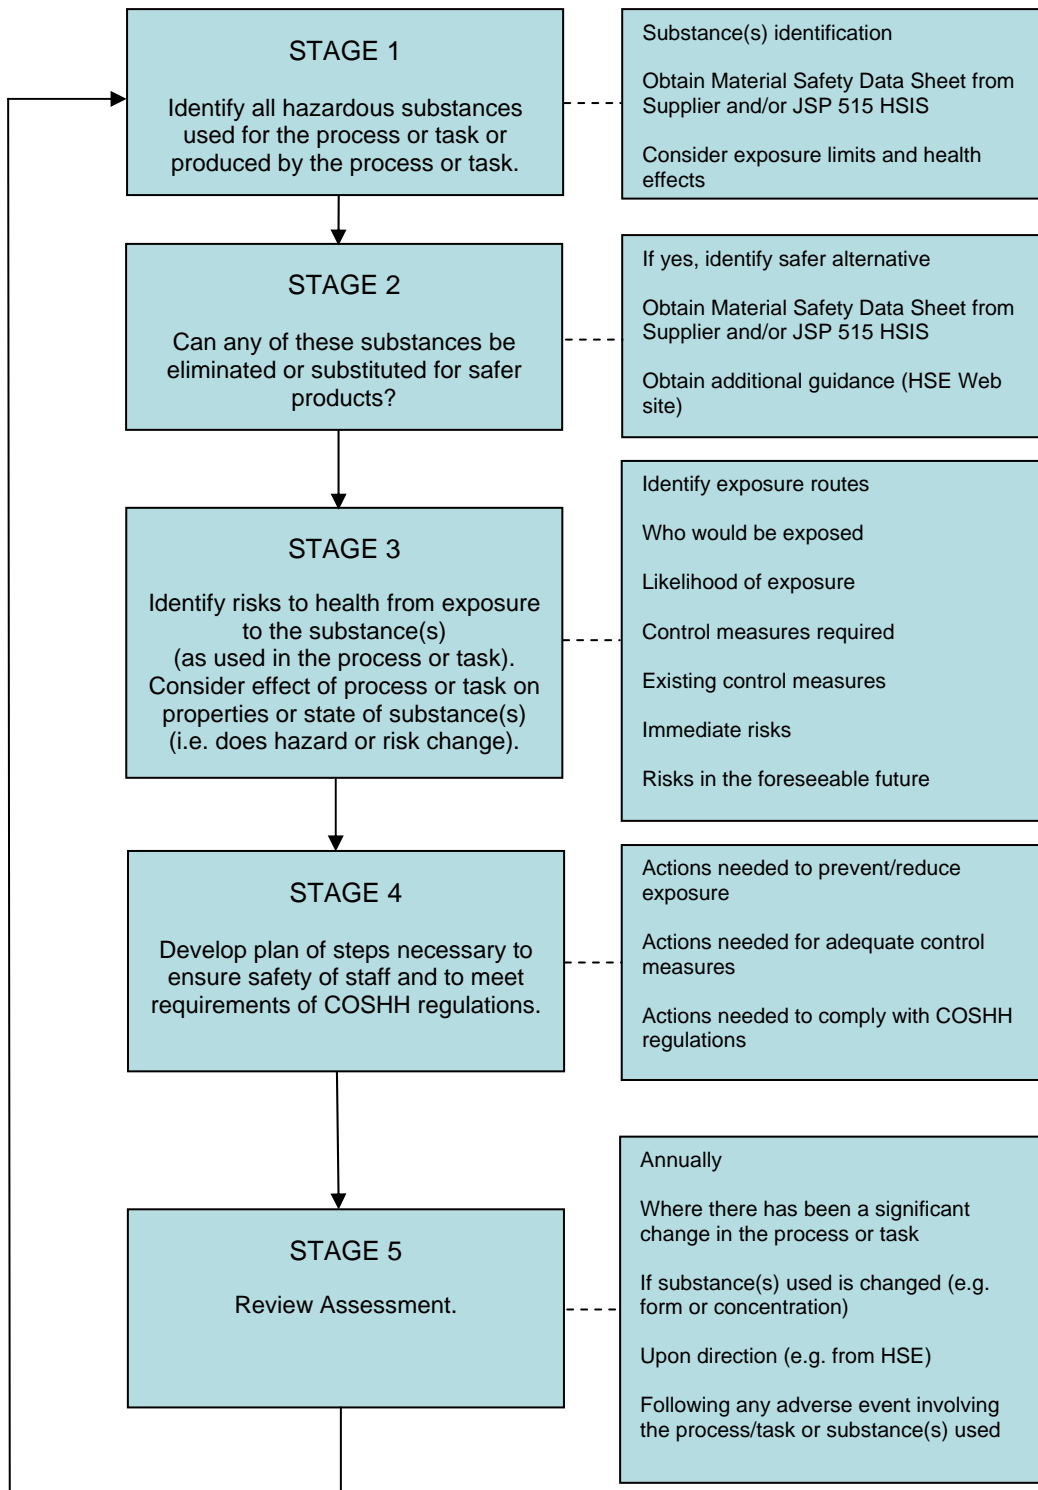 STAGE 1
Identify all hazardous substances
used for the process or task or
produced by the process or task.
Substance(s) identification
Obtain Material Safety Data Sheet from
Supplier and/or JSP 515 HSIS
Consider exposure limits and health
effects
STAGE 2
Can any of these substances be
eliminated or substituted for safer
products?
If yes, identify safer alternative
Obtain Material Safety Data Sheet from
Supplier and/or JSP 515 HSIS
Obtain additional guidance (HSE Web
site)
STAGE 3
Identify risks to health from exposure
to the substance(s)
(as used in the process or task).
Consider effect of process or task on
properties or state of substance(s)
(i.e. does hazard or risk change).
Identify exposure routes
Who would be exposed
Likelihood of exposure
Control measures required
Existing control measures
Immediate risks
Risks in the foreseeable future
STAGE 4
Develop plan of steps necessary to
ensure safety of staff and to meet
requirements of COSHH regulations.
Actions needed to prevent/reduce
exposure
Actions needed for adequate control
measures
Actions needed to comply with COSHH
regulations
STAGE 5
Review Assessment.
Annually
Where there has been a significant
change in the process or task
If substance(s) used is changed (e.g.
form or concentration)
Upon direction (e.g. from HSE)
Following any adverse event involving
the process/task or substance(s) used